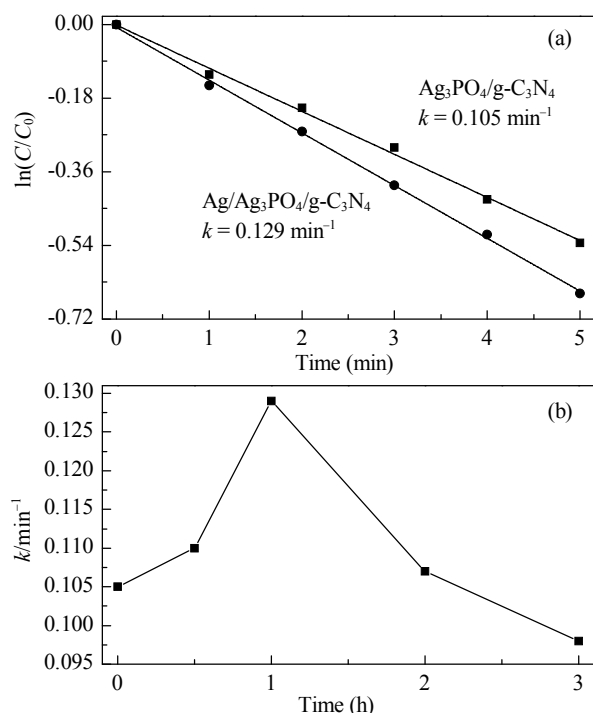 (a)
0.00
-0.18
-0.36
-0.54
-0.72
ln(C/C₀)
Ag₃PO₄/g-C₃N₄
k = 0.105 min⁻¹
Ag/Ag₃PO₄/g-C₃N₄
k = 0.129 min⁻¹
0 1 2 3 4 5
Time (min)
(b)
0.130
0.125
0.120
0.115
0.110
0.105
0.100
0.095
k/min⁻¹
0 1 2 3
Time (h)